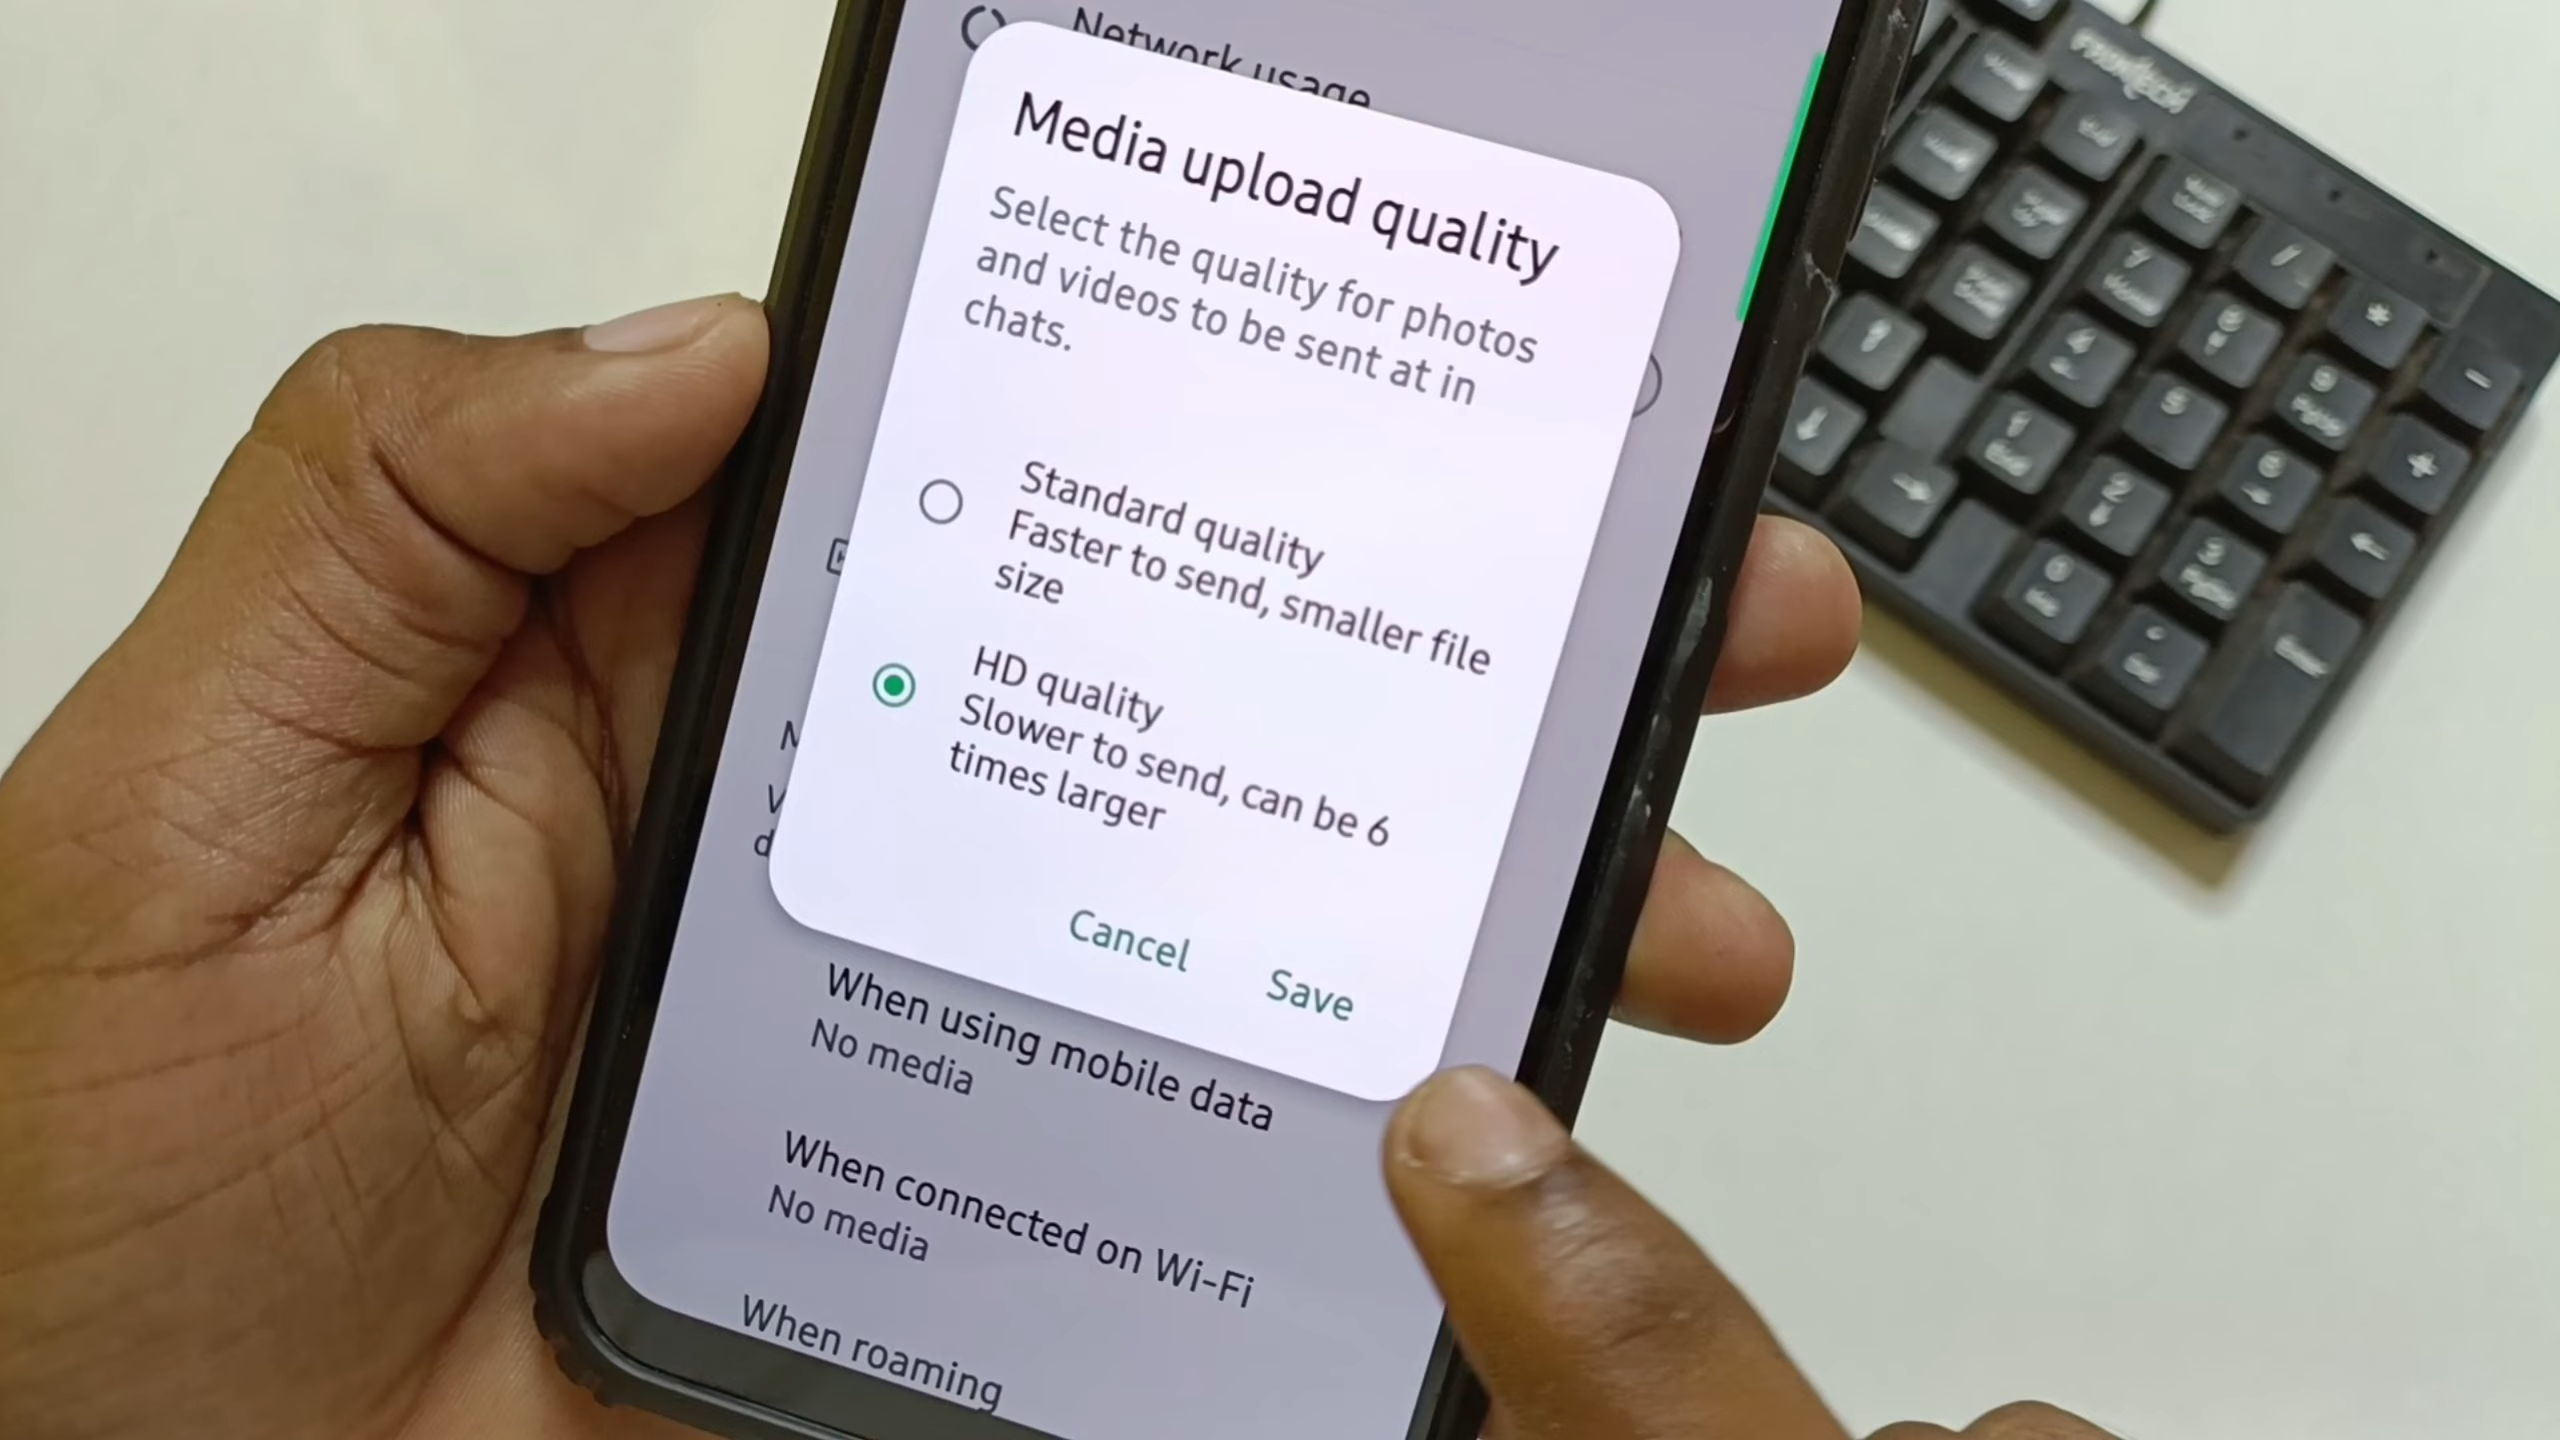 Network usage
Media upload quality
Select the quality for photos
and videos to be sent at in
chats.
Standard quality
Faster to send, smaller file
size
HD quality
Slower to send, can be 6
times larger
Cancel
Save
When using mobile data
No media
When connected on Wi-Fi
No media
When roaming